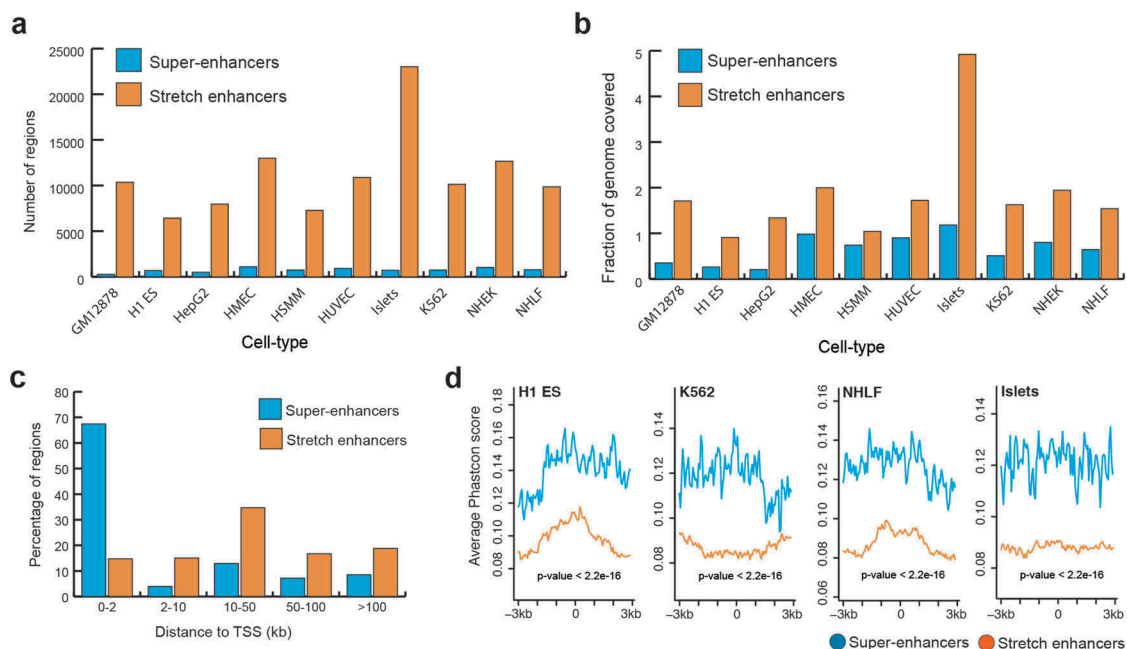 a
25000
20000
15000
10000
5000
0
Number of regions
Super-enhancers
Stretch enhancers
GM12878
H1 ES
HepG2
HMEC
HSMM
HUVEC
Islets
K562
NHEK
NHLF
Cell-type
b
5
4
3
2
1
0
Fraction of genome covered
Super-enhancers
Stretch enhancers
GM12878
H1 ES
HepG2
HMEC
HSMM
HUVEC
Islets
K562
NHEK
NHLF
Cell-type
c
80
70
60
50
40
30
20
10
0
Percentage of regions
Super-enhancers
Stretch enhancers
0-2
2-10
10-50
50-100
>100
Distance to TSS (kb)
d
Average Phastcon score
H1 ES
0.18
0.16
0.14
0.12
0.10
0.08
p-value < 2.2e-16
–3kb
0
3kb
K562
0.14
0.12
0.10
0.08
p-value < 2.2e-16
–3kb
0
3kb
NHLF
0.16
0.14
0.12
0.10
0.08
0.06
p-value < 2.2e-16
–3kb
0
3kb
Islets
0.14
0.12
0.10
0.08
p-value < 2.2e-16
–3kb
0
3kb
Super-enhancers
Stretch enhancers